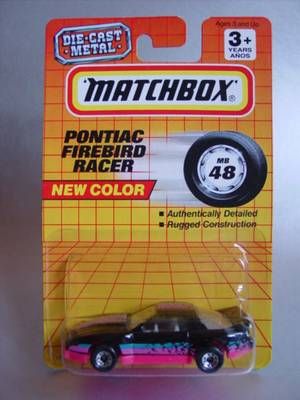 DIE-CAST
METAL
Ages 3 and Up
3+
YEARS
AÑOS
MATCHBOX®
PONTIAC
FIREBIRD
RACER
MB
48
NEW COLOR
▪ Authentically Detailed
▪ Rugged Construction